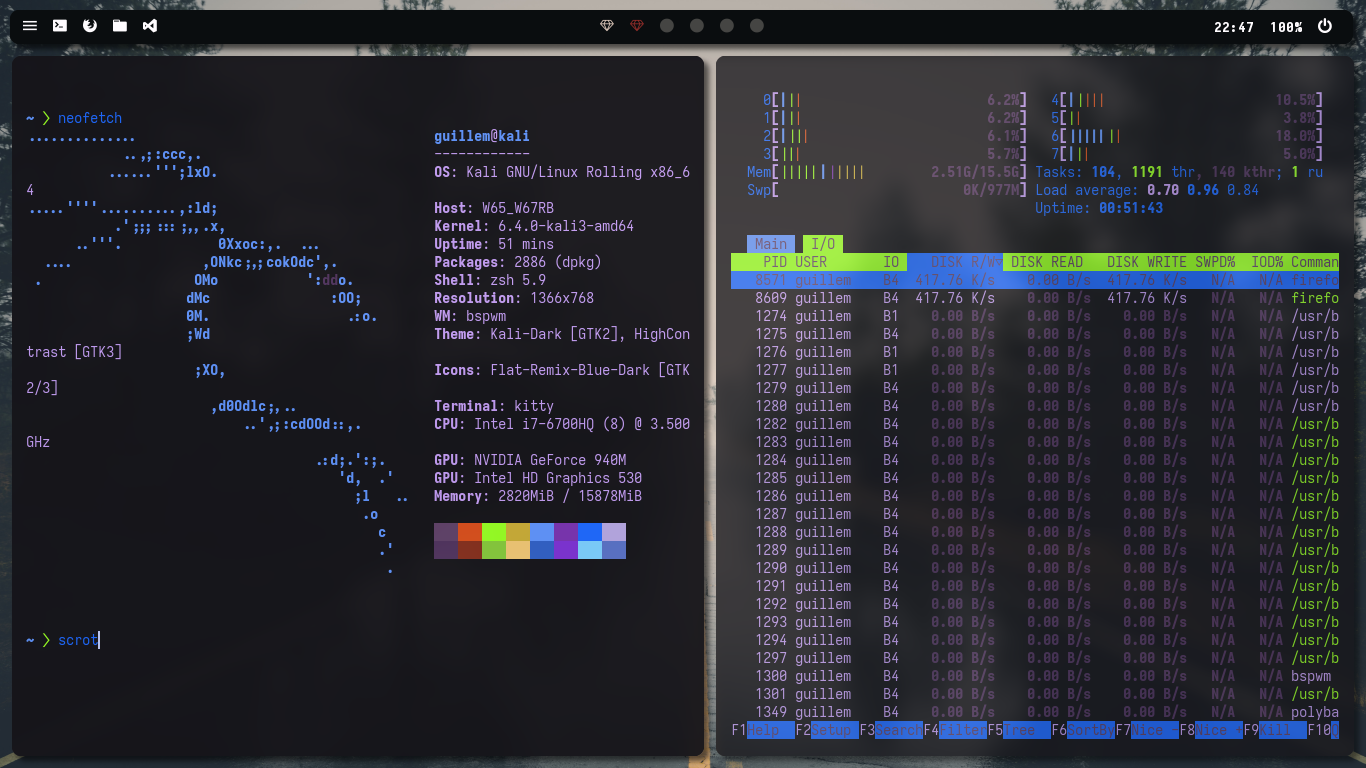 22:47 100%
~ ❯ neofetch
guillem@kali
------------
OS: Kali GNU/Linux Rolling x86_6
4
Host: W65_W67RB
Kernel: 6.4.0-kali3-amd64
Uptime: 51 mins
Packages: 2886 (dpkg)
Shell: zsh 5.9
Resolution: 1366x768
WM: bspwm
Theme: Kali-Dark [GTK2], HighCon
trast [GTK3]
Icons: Flat-Remix-Blue-Dark [GTK
2/3]
Terminal: kitty
CPU: Intel i7-6700HQ (8) @ 3.500
GHz
GPU: NVIDIA GeForce 940M
GPU: Intel HD Graphics 530
Memory: 2820MiB / 15878MiB
~ ❯ scrot
0[||| 6.2%] 4[||||| 10.5%]
1[||| 6.2%] 5[|| 3.8%]
2[|||| 6.1%] 6[||||||| 18.0%]
3[||| 5.7%] 7[||| 5.0%]
Mem[|||||||||||||| 2.51G/15.5G] Tasks: 104, 1191 thr, 140 kthr; 1 ru
Swp[ 0K/977M] Load average: 0.70 0.96 0.84
Uptime: 00:51:43
Main I/O
PID USER IO DISK R/W▽ DISK READ DISK WRITE SWPD% IOD% Comman
8571 guillem B4 417.76 K/s 0.00 B/s 417.76 K/s N/A N/A firefo
8609 guillem B4 417.76 K/s 0.00 B/s 417.76 K/s N/A N/A firefo
1274 guillem B1 0.00 B/s 0.00 B/s 0.00 B/s N/A N/A /usr/b
1275 guillem B4 0.00 B/s 0.00 B/s 0.00 B/s N/A N/A /usr/b
1276 guillem B1 0.00 B/s 0.00 B/s 0.00 B/s N/A N/A /usr/b
1277 guillem B1 0.00 B/s 0.00 B/s 0.00 B/s N/A N/A /usr/b
1279 guillem B4 0.00 B/s 0.00 B/s 0.00 B/s N/A N/A /usr/b
1280 guillem B4 0.00 B/s 0.00 B/s 0.00 B/s N/A N/A /usr/b
1282 guillem B4 0.00 B/s 0.00 B/s 0.00 B/s N/A N/A /usr/b
1283 guillem B4 0.00 B/s 0.00 B/s 0.00 B/s N/A N/A /usr/b
1284 guillem B4 0.00 B/s 0.00 B/s 0.00 B/s N/A N/A /usr/b
1285 guillem B4 0.00 B/s 0.00 B/s 0.00 B/s N/A N/A /usr/b
1286 guillem B4 0.00 B/s 0.00 B/s 0.00 B/s N/A N/A /usr/b
1287 guillem B4 0.00 B/s 0.00 B/s 0.00 B/s N/A N/A /usr/b
1288 guillem B4 0.00 B/s 0.00 B/s 0.00 B/s N/A N/A /usr/b
1289 guillem B4 0.00 B/s 0.00 B/s 0.00 B/s N/A N/A /usr/b
1290 guillem B4 0.00 B/s 0.00 B/s 0.00 B/s N/A N/A /usr/b
1291 guillem B4 0.00 B/s 0.00 B/s 0.00 B/s N/A N/A /usr/b
1292 guillem B4 0.00 B/s 0.00 B/s 0.00 B/s N/A N/A /usr/b
1293 guillem B4 0.00 B/s 0.00 B/s 0.00 B/s N/A N/A /usr/b
1294 guillem B4 0.00 B/s 0.00 B/s 0.00 B/s N/A N/A /usr/b
1297 guillem B4 0.00 B/s 0.00 B/s 0.00 B/s N/A N/A /usr/b
1300 guillem B4 0.00 B/s 0.00 B/s 0.00 B/s N/A N/A bspwm
1301 guillem B4 0.00 B/s 0.00 B/s 0.00 B/s N/A N/A /usr/b
1349 guillem B4 0.00 B/s 0.00 B/s 0.00 B/s N/A N/A polyba
F1Help F2Setup F3Search F4Filter F5Tree F6SortBy F7Nice - F8Nice + F9Kill F10Q